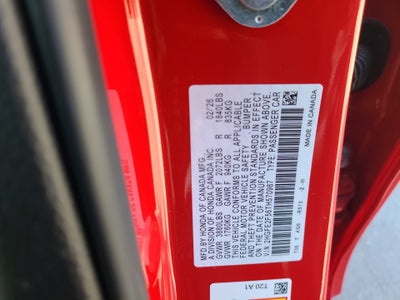 MFG BY HONDA OF CANADA MFG. 02/26
A DIVISION OF HONDA CANADA INC.
GVWR 3880LBS GAWR F 2072LBS R 1840LBS
GVWR 1760KG GAWR F 940KG R 835KG
THIS VEHICLE CONFORMS TO ALL APPLICABLE
FEDERAL MOTOR VEHICLE SAFETY, BUMPER
AND THEFT PREVENTION STANDARDS IN EFFECT
ON THE DATE OF MANUFACTURE SHOWN ABOVE.
V.I.N. TYPE PASSENGER CAR
MADE IN CANADA
T20 A1